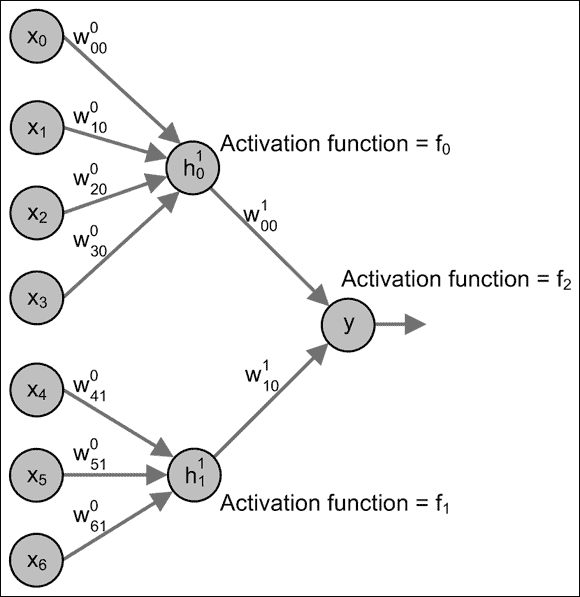 x₀
w⁰₀₀
x₁
w⁰₁₀
Activation function = f₀
h¹₀
w⁰₂₀
x₂
w¹₀₀
w⁰₃₀
x₃
Activation function = f₂
y
x₄
w⁰₄₁
w¹₁₀
w⁰₅₁
x₅
h¹₁
Activation function = f₁
w⁰₆₁
x₆